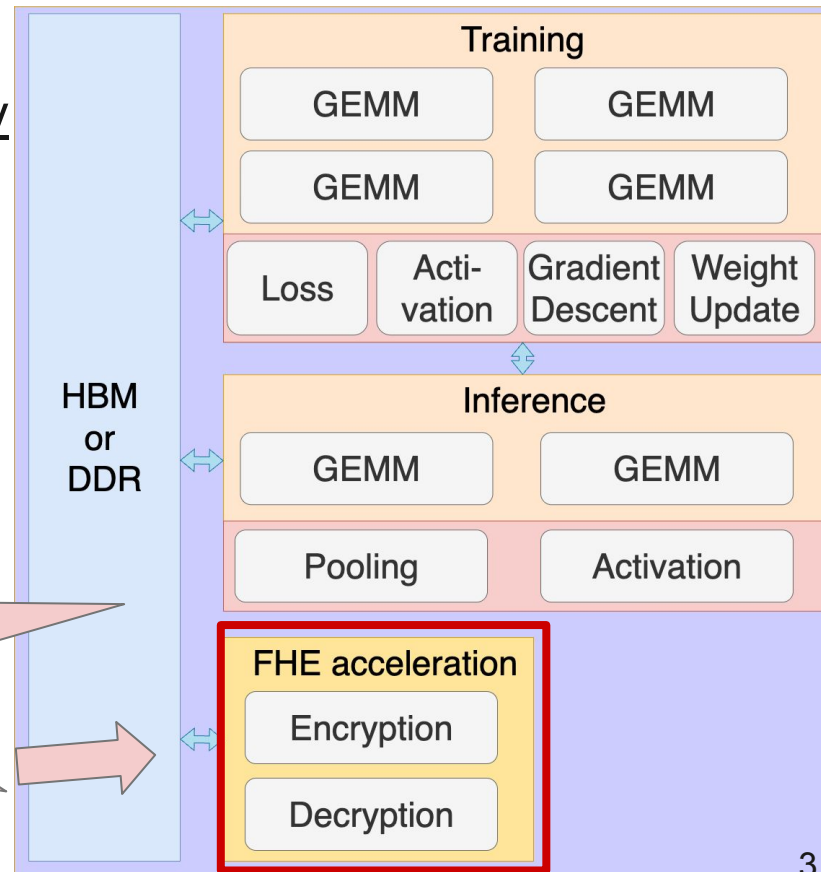 HBM
or
DDR
Training
GEMM GEMM
GEMM GEMM
Loss
Acti-
vation
Gradient
Descent
Weight
Update
Inference
GEMM GEMM
Pooling Activation
FHE acceleration
Encryption
Decryption
3